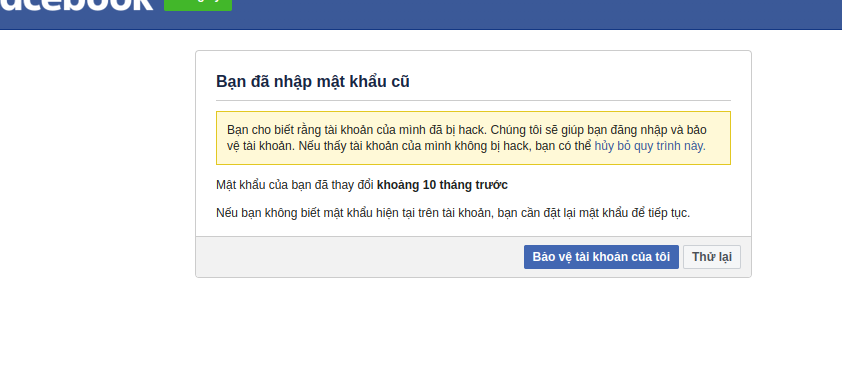 Bạn đã nhập mật khẩu cũ
Bạn cho biết rằng tài khoản của mình đã bị hack. Chúng tôi sẽ giúp bạn đăng nhập và bảo
vệ tài khoản. Nếu thấy tài khoản của mình không bị hack, bạn có thể hủy bỏ quy trình này.
Mật khẩu của bạn đã thay đổi khoảng 10 tháng trước
Nếu bạn không biết mật khẩu hiện tại trên tài khoản, bạn cần đặt lại mật khẩu để tiếp tục.
Bảo vệ tài khoản của tôi Thử lại